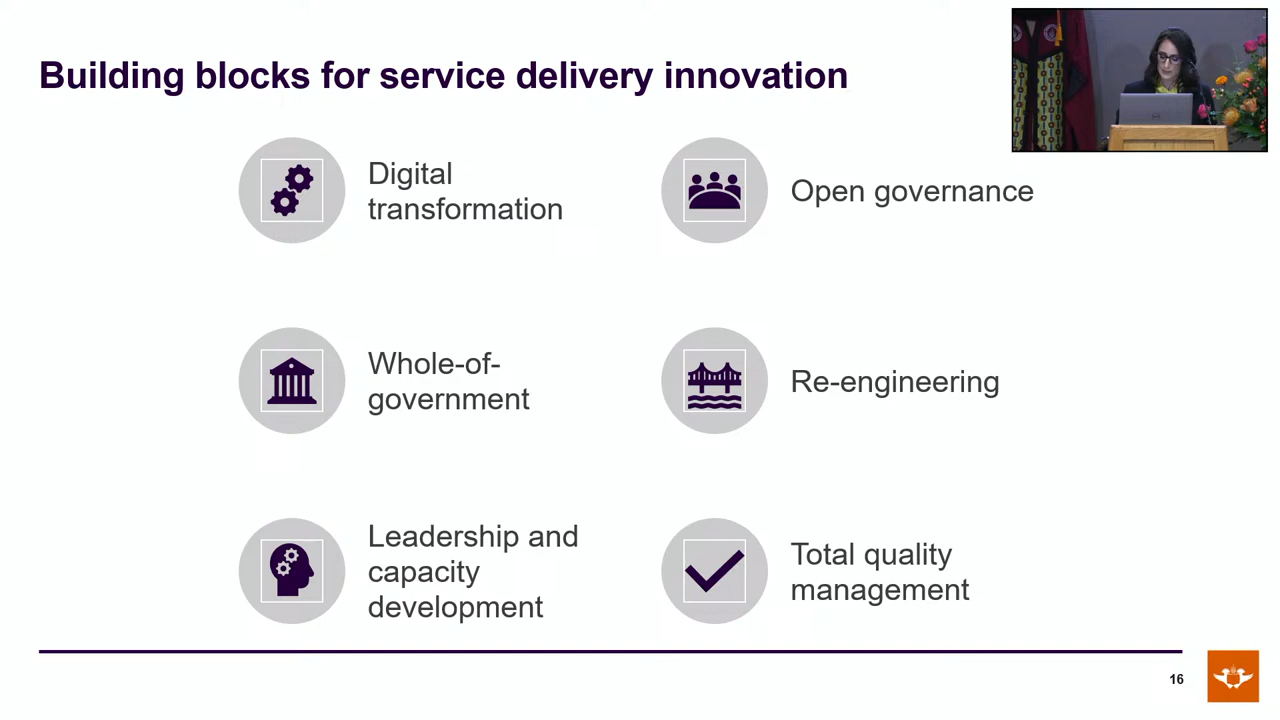 Building blocks for service delivery innovation
Digital
transformation
Open governance
Whole-of-
government
Re-engineering
Leadership and
capacity
development
Total quality
management
16